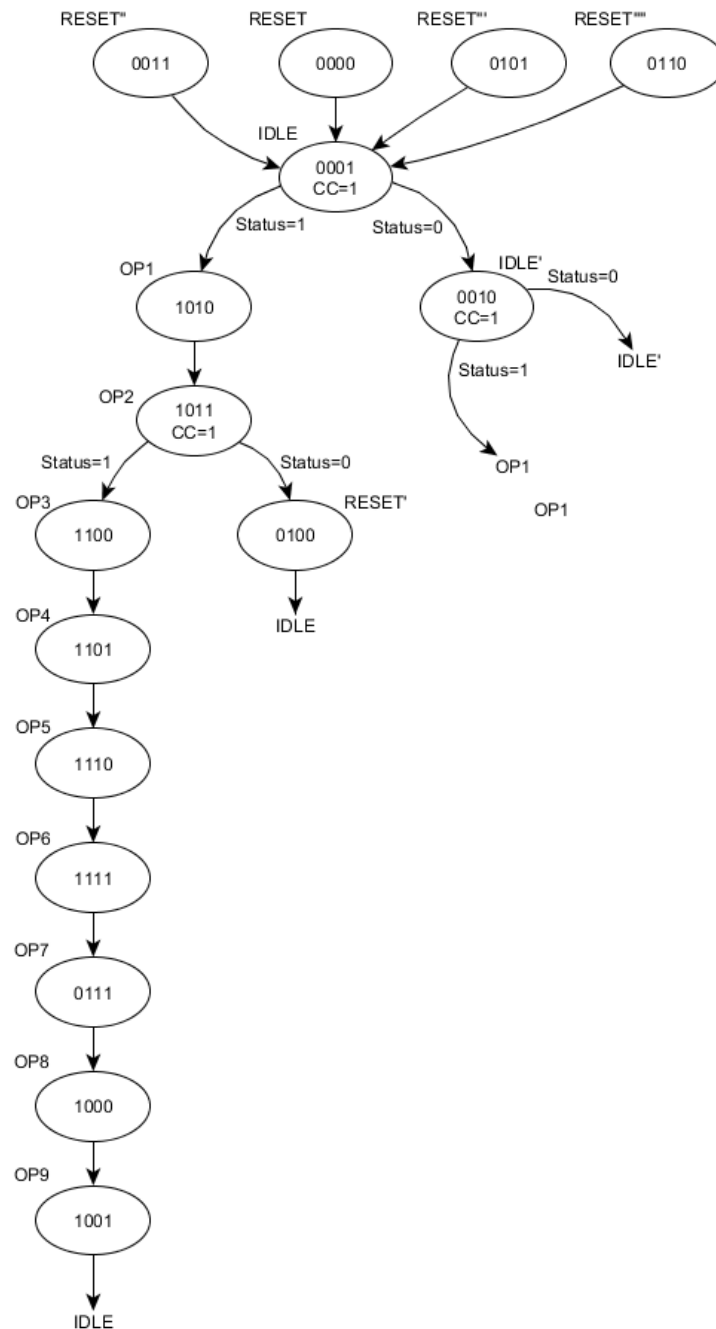 RESET"
RESET
RESET"'
RESET""
0011
0000
0101
0110
IDLE
0001
CC=1
Status=1
Status=0
OP1
1010
IDLE'
Status=0
0010
CC=1
IDLE'
Status=1
OP2
1011
CC=1
OP1
Status=1
Status=0
OP3
1100
RESET'
0100
OP1
OP4
1101
IDLE
OP5
1110
OP6
1111
OP7
0111
OP8
1000
OP9
1001
IDLE